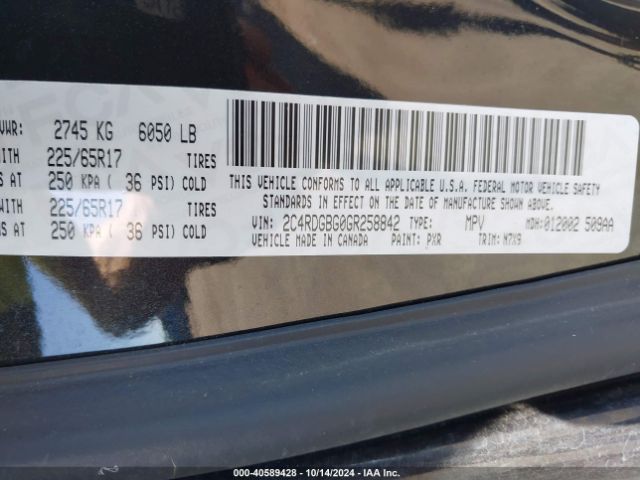 VWR: 2745 KG 6050 LB
WITH 225/65R17 TIRES
S AT 250 KPA ( 36 PSI) COLD
WITH 225/65R17 TIRES
S AT 250 KPA ( 36 PSI) COLD
THIS VEHICLE CONFORMS TO ALL APPLICABLE U.S.A. FEDERAL MOTOR VEHICLE SAFETY
STANDARDS IN EFFECT ON THE DATE OF MANUFACTURE SHOWN ABOVE.
VIN: 2C4RDGBG0GR258842 TYPE: MPV MDH:012002 509AA
VEHICLE MADE IN CANADA PAINT: PXR TRIM: M7X9
500-40589428 | 10/14/2024 | IAA Inc.